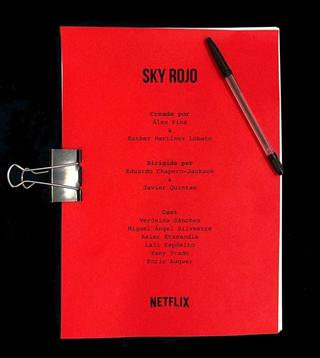 SKY ROJO
Creada por
Álex Pina
&
Esther Martínez Lobato
Dirigida por
Eduardo Chapero-Jackson
&
Javier Quintas
Cast
Verónica Sánchez
Miguel Ángel Silvestre
Asier Etxeandia
Lali Espósito
Yany Prado
Enric Auquer
NETFLIX